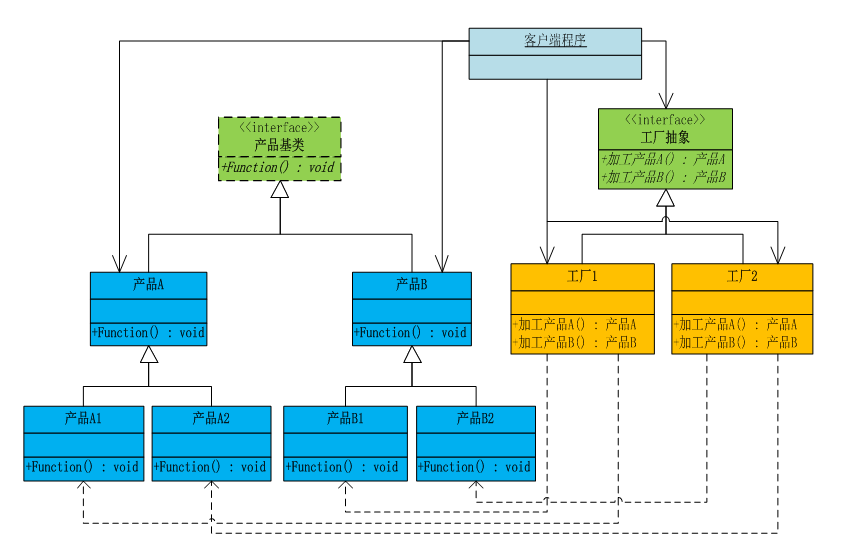 客户端程序
<<interface>>
产品基类
+Function() : void
<<interface>>
工厂抽象
+加工产品A() : 产品A
+加工产品B() : 产品B
产品A
+Function() : void
产品B
+Function() : void
工厂1
+加工产品A() : 产品A
+加工产品B() : 产品B
工厂2
+加工产品A() : 产品A
+加工产品B() : 产品B
产品A1
+Function() : void
产品A2
+Function() : void
产品B1
+Function() : void
产品B2
+Function() : void